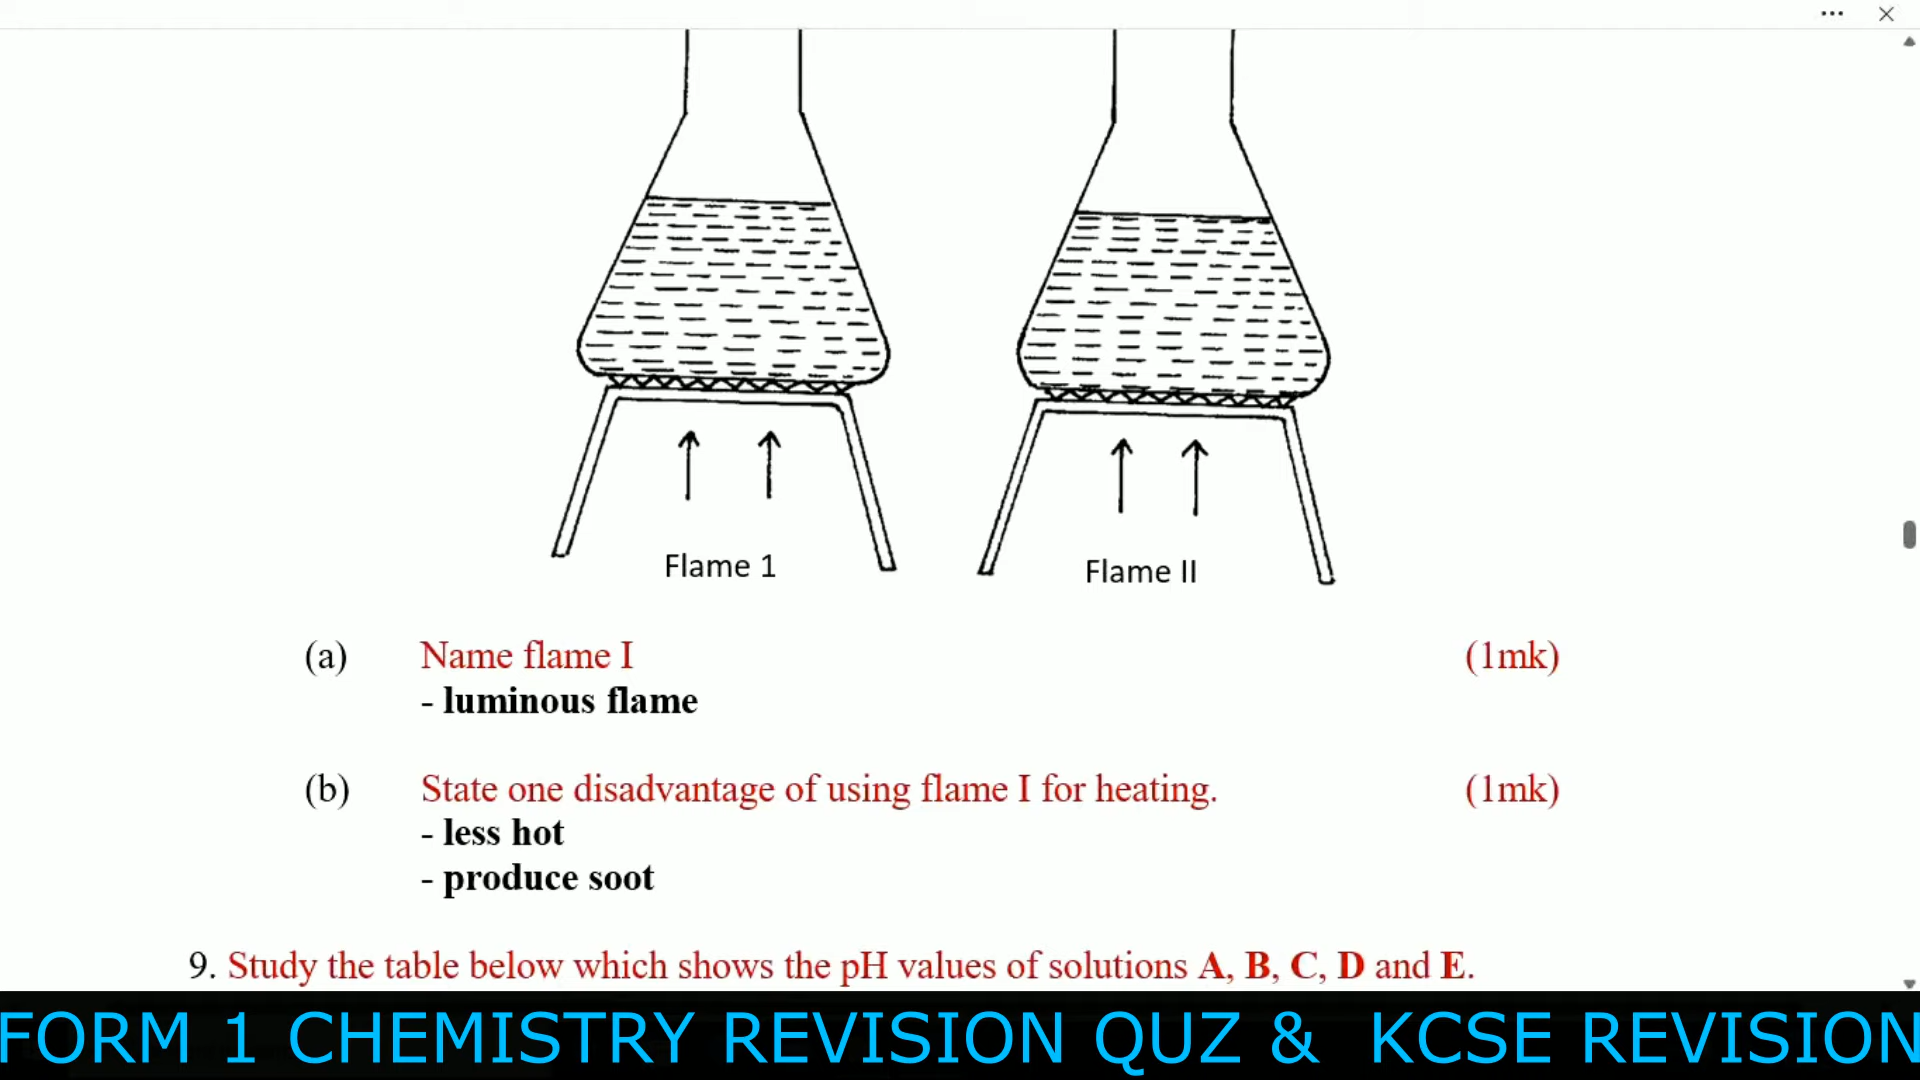 Flame 1
Flame II
(a) Name flame I (1mk)
- luminous flame
(b) State one disadvantage of using flame I for heating. (1mk)
- less hot
- produce soot
9. Study the table below which shows the pH values of solutions A, B, C, D and E.
FORM 1 CHEMISTRY REVISION QUZ & KCSE REVISION